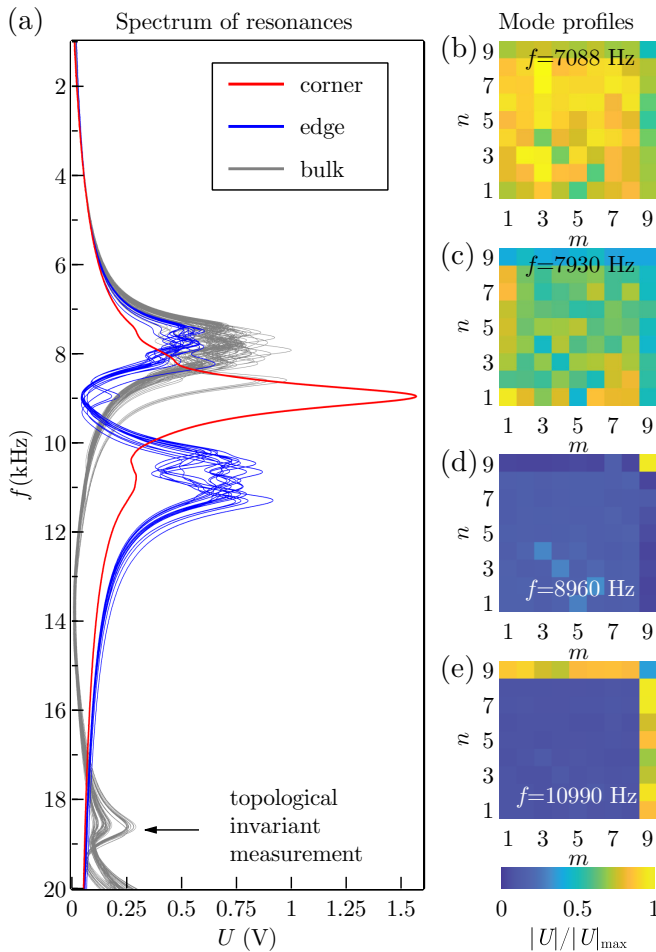 (a) Spectrum of resonances
corner
edge
bulk
2
4
6
8
10
12
14
16
18
20
f (kHz)
topological
invariant
measurement
0 0.25 0.5 0.75 1 1.25 1.5
U (V)
Mode profiles
(b)
f=7088 Hz
9
7
5
3
1
n
1 3 5 7 9
m
(c)
f=7930 Hz
9
7
5
3
1
n
1 3 5 7 9
m
(d)
9
7
5
3
1
n
f=8960 Hz
1 3 5 7 9
m
(e)
9
7
5
3
1
n
f=10990 Hz
1 3 5 7 9
m
0 0.5 1
|U|/|U|max